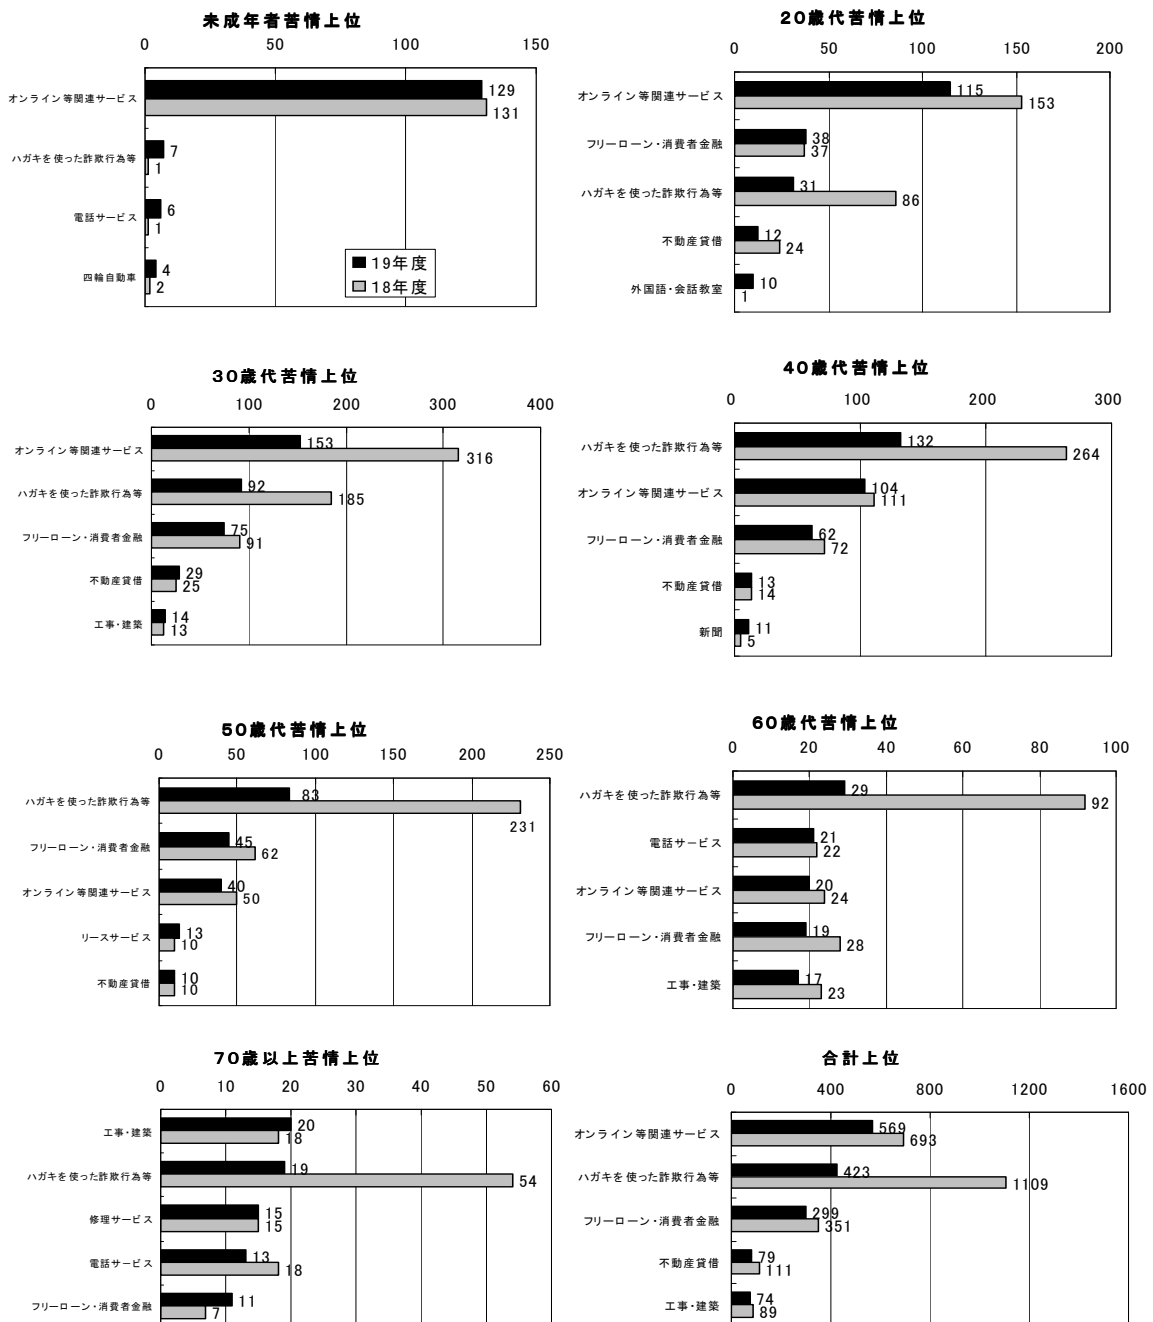 未成年者苦情上位
0 50 100 150
オンライン等関連サービス 129
131
ハガキを使った詐欺行為等 7
1
電話サービス 6
1
四輪自動車 4
2
19年度
18年度
20歳代苦情上位
0 50 100 150 200
オンライン等関連サービス 115
153
フリーローン・消費者金融 38
37
ハガキを使った詐欺行為等 31
86
不動産貸借 12
24
外国語・会話教室 10
1
30歳代苦情上位
0 100 200 300 400
オンライン等関連サービス 153
316
ハガキを使った詐欺行為等 92
185
フリーローン・消費者金融 75
91
不動産貸借 29
25
工事・建築 14
13
40歳代苦情上位
0 100 200 300
ハガキを使った詐欺行為等 132
264
オンライン等関連サービス 104
111
フリーローン・消費者金融 62
72
不動産貸借 13
14
新聞 11
5
50歳代苦情上位
0 50 100 150 200 250
ハガキを使った詐欺行為等 83
231
フリーローン・消費者金融 45
62
オンライン等関連サービス 40
50
リースサービス 13
10
不動産貸借 10
10
60歳代苦情上位
0 20 40 60 80 100
ハガキを使った詐欺行為等 29
92
電話サービス 21
22
オンライン等関連サービス 20
24
フリーローン・消費者金融 19
28
工事・建築 17
23
70歳以上苦情上位
0 10 20 30 40 50 60
工事・建築 20
18
ハガキを使った詐欺行為等 19
54
修理サービス 15
15
電話サービス 13
18
フリーローン・消費者金融 11
7
合計上位
0 400 800 1200 1600
オンライン等関連サービス 569
693
ハガキを使った詐欺行為等 423
1109
フリーローン・消費者金融 299
351
不動産貸借 79
111
工事・建築 74
89